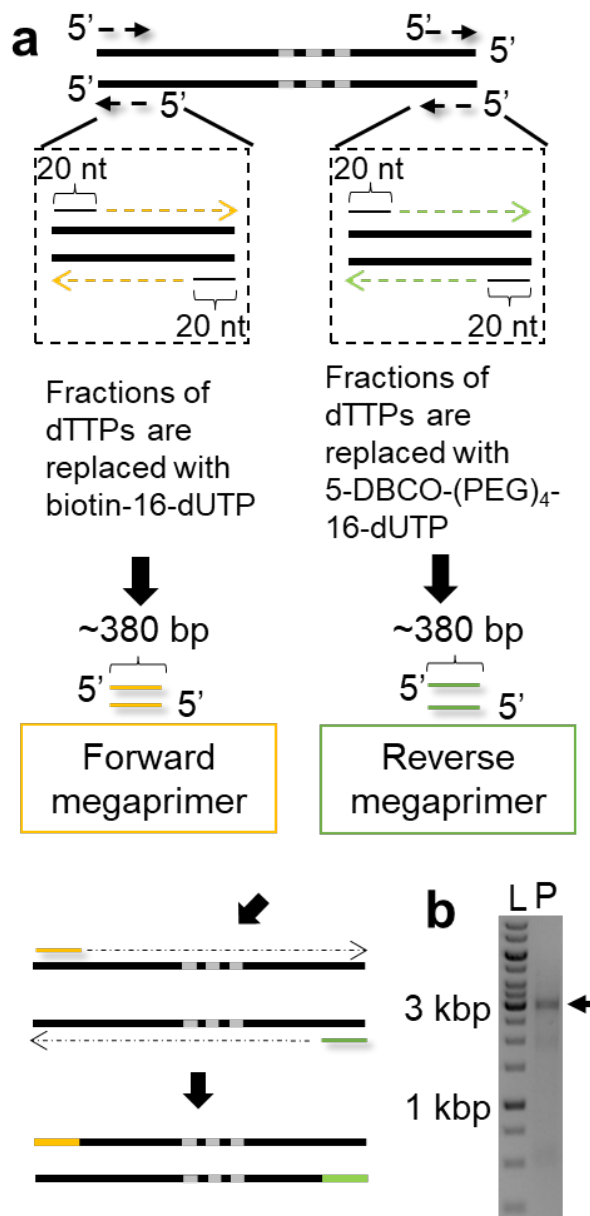 a
5’
5’
5’
5’
5’
5’
20 nt
20 nt
20 nt
20 nt
Fractions of
dTTPs are
replaced with
biotin-16-dUTP
Fractions of
dTTPs are
replaced with
5-DBCO-(PEG)₄-
16-dUTP
~380 bp
~380 bp
5’
5’
5’
5’
Forward
megaprimer
Reverse
megaprimer
b
L P
3 kbp
1 kbp